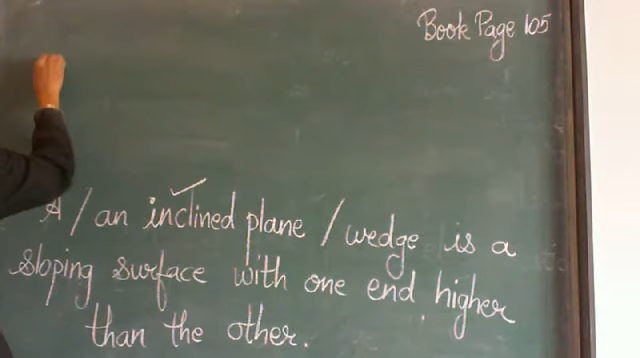 Book Page 105
A / an inclined plane / wedge is a
sloping surface with one end higher
than the other.